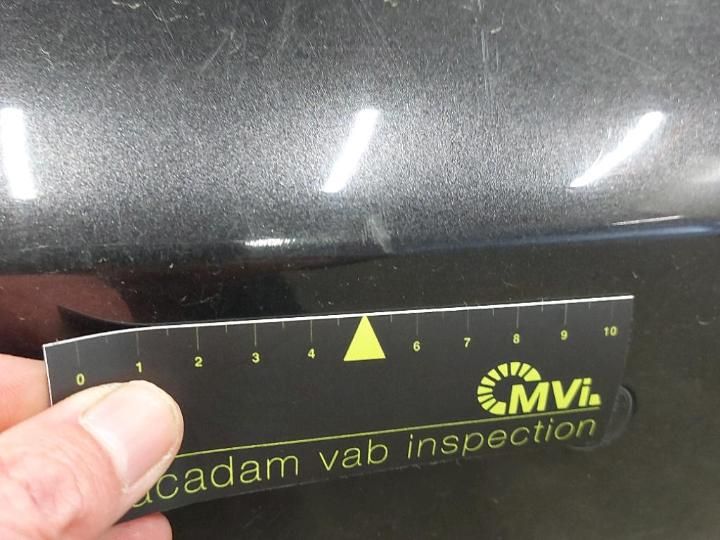 0 1 2 3 4 6 7 8 9 10
MVi.
acadam vab inspection